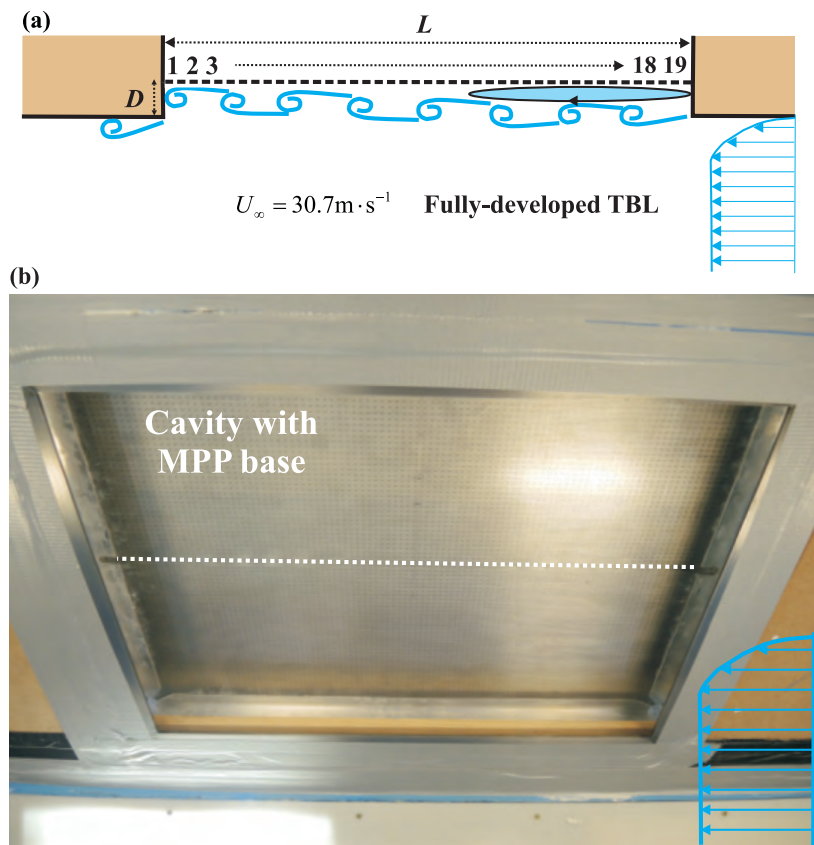 (a)
L
1 2 3 18 19
D
U∞ = 30.7m·s⁻¹ Fully-developed TBL
(b)
Cavity with
MPP base